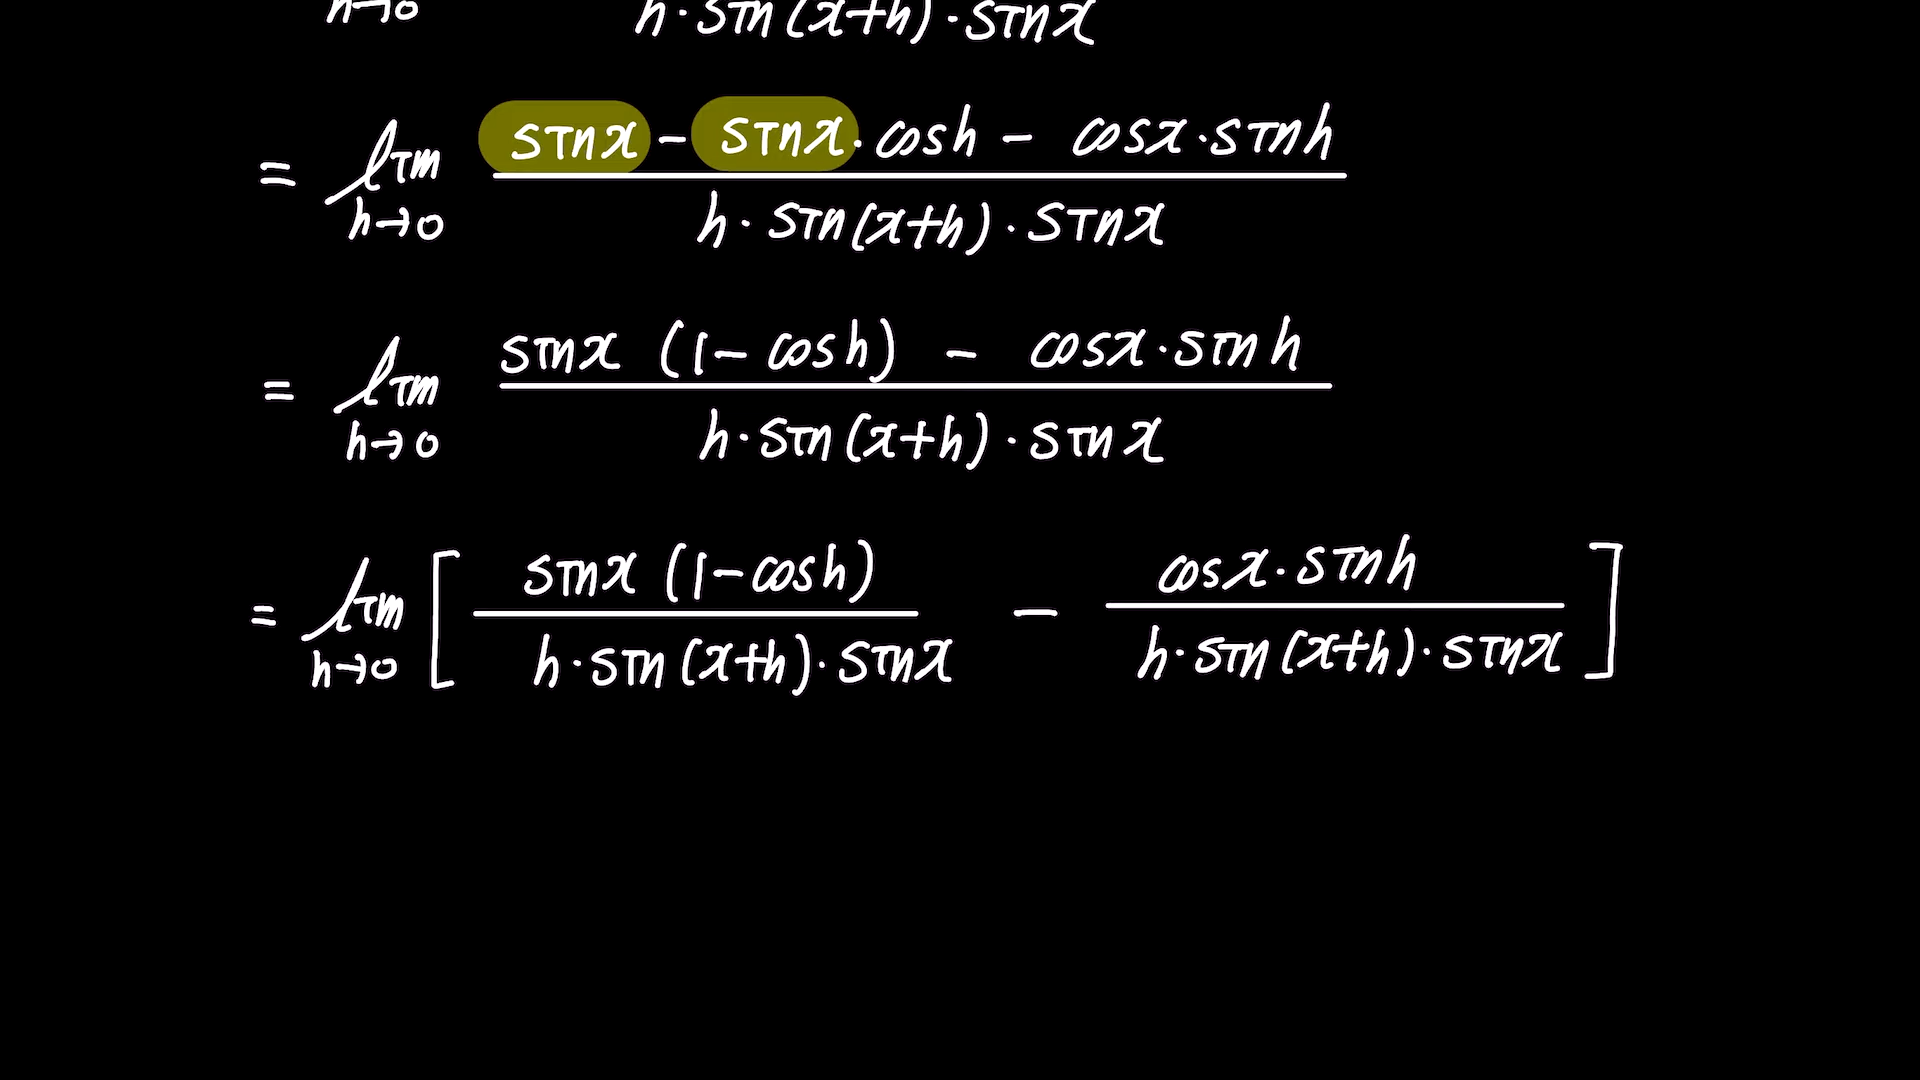 h→0 h·sin(x+h)·sinx
sinx - sinx·cosh - cosx·sinh
= lim
h→0 h·sin(x+h)·sinx
sinx (1-cosh) - cosx·sinh
= lim
h→0 h·sin(x+h)·sinx
sinx (1-cosh) cosx·sinh
= lim [ - ]
h→0 h·sin(x+h)·sinx h·sin(x+h)·sinx